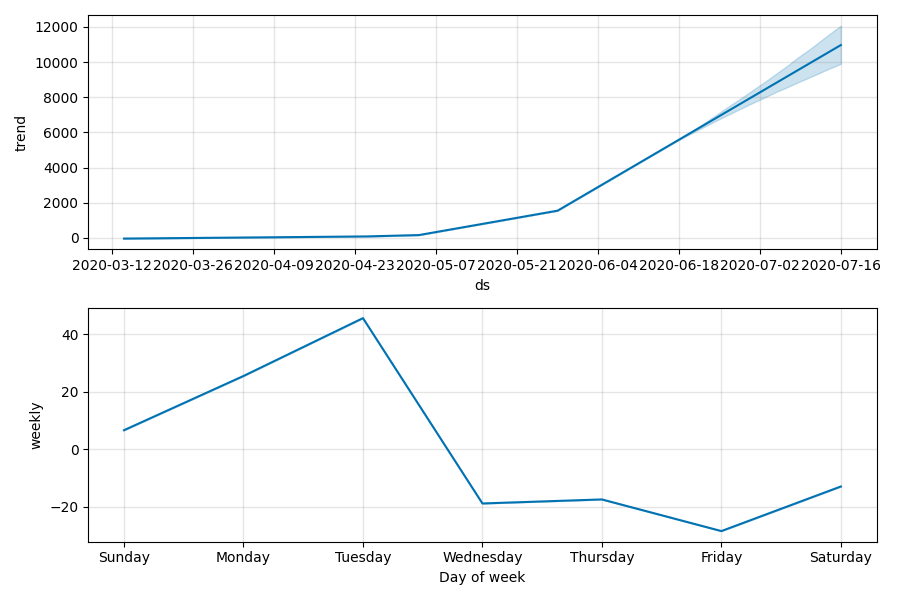 12000
10000
8000
6000
4000
2000
0
trend
2020-03-12 2020-03-26 2020-04-09 2020-04-23 2020-05-07 2020-05-21 2020-06-04 2020-06-18 2020-07-02 2020-07-16
ds
40
20
0
−20
weekly
Sunday Monday Tuesday Wednesday Thursday Friday Saturday
Day of week